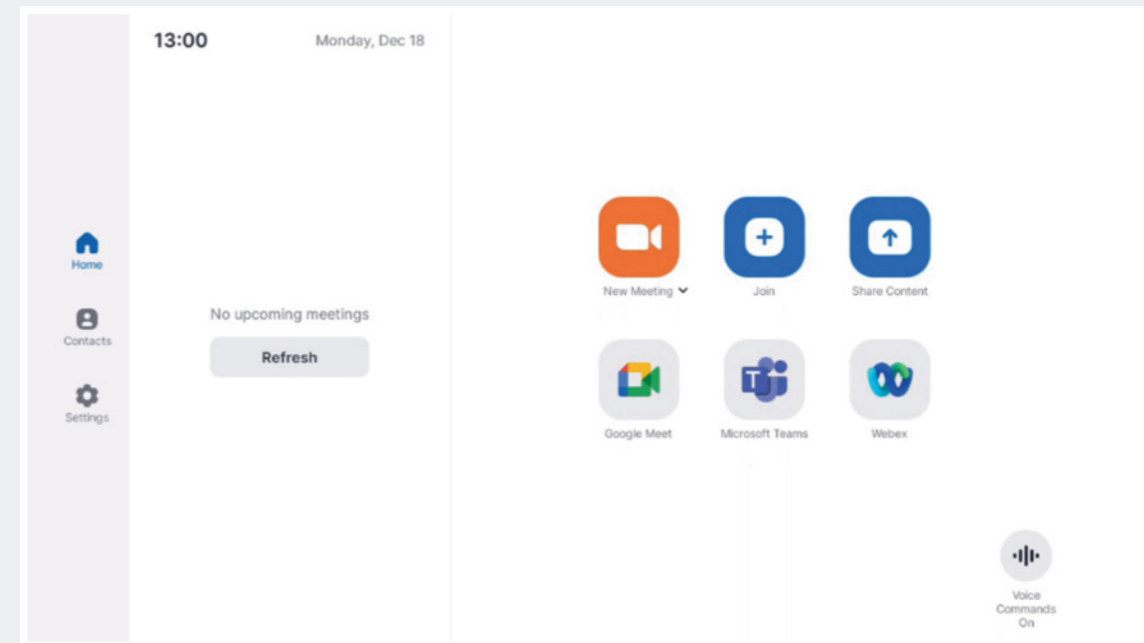 13:00 Monday, Dec 18
Home
Contacts
Settings
No upcoming meetings
Refresh
New Meeting Join Share Content
T
Google Meet Microsoft Teams Webex
Voice
Commands
On